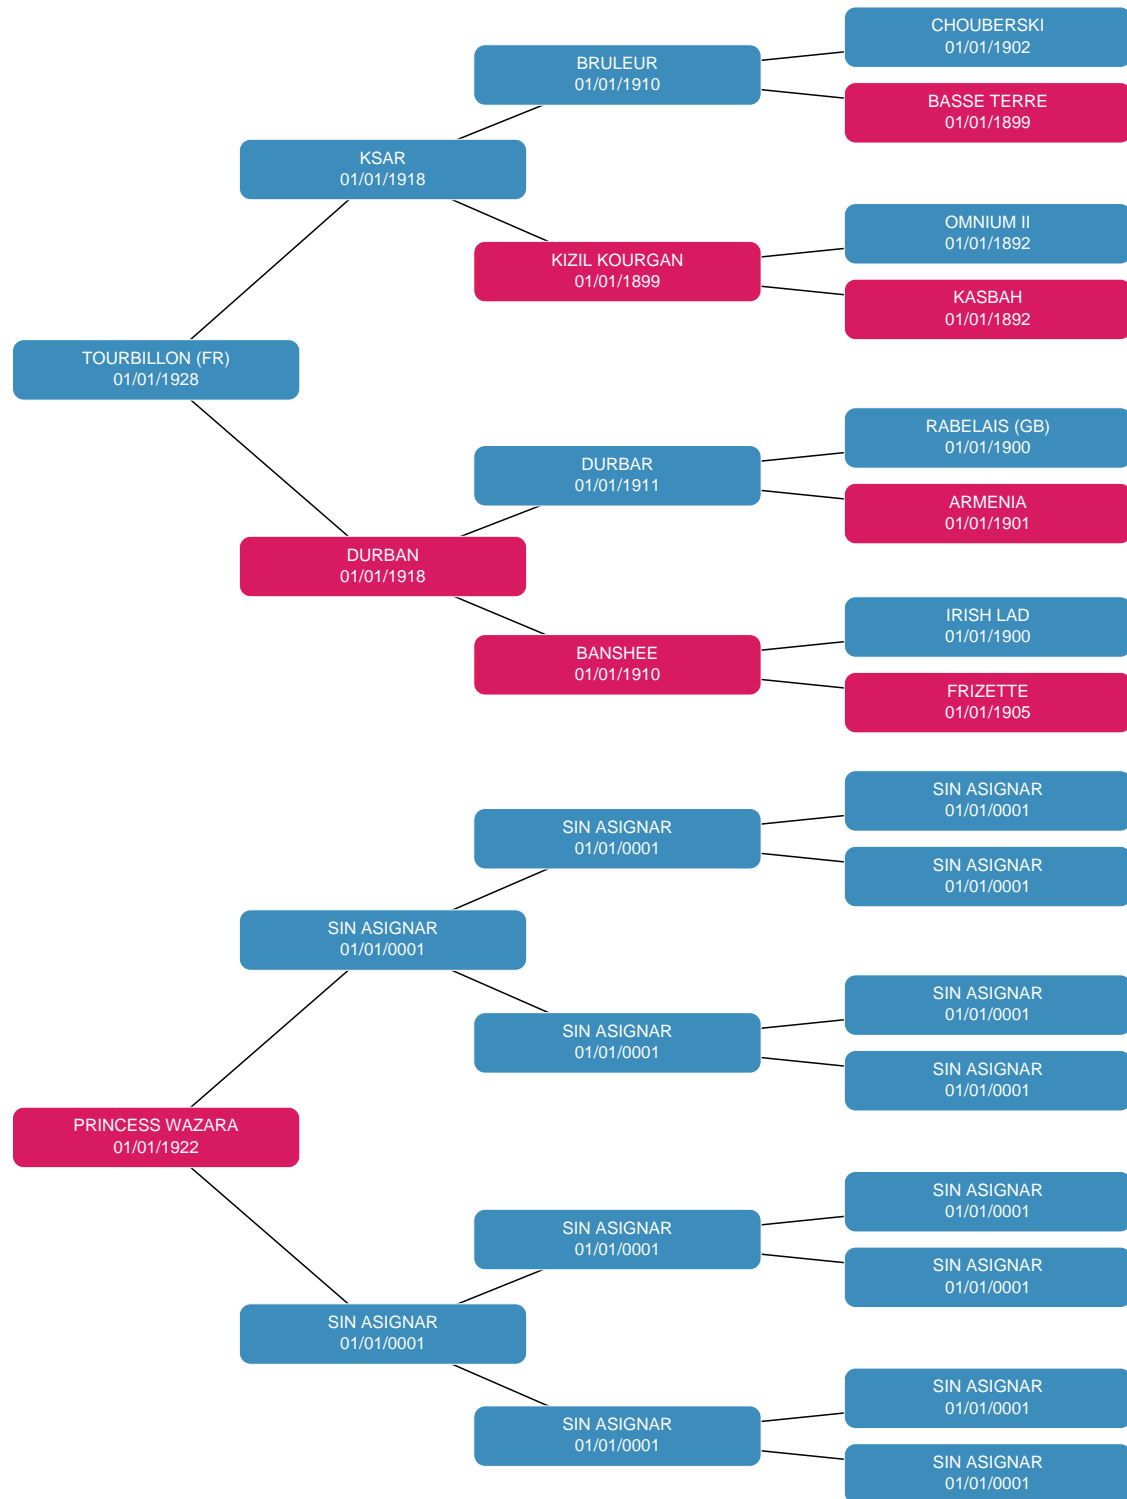 CHOUBERSKI
01/01/1902
BRULEUR
01/01/1910
BASSE TERRE
01/01/1899
KSAR
01/01/1918
OMNIUM II
01/01/1892
KIZIL KOURGAN
01/01/1899
KASBAH
01/01/1892
TOURBILLON (FR)
01/01/1928
RABELAIS (GB)
01/01/1900
DURBAR
01/01/1911
ARMENIA
01/01/1901
DURBAN
01/01/1918
IRISH LAD
01/01/1900
BANSHEE
01/01/1910
FRIZETTE
01/01/1905
SIN ASIGNAR
01/01/0001
SIN ASIGNAR
01/01/0001
SIN ASIGNAR
01/01/0001
SIN ASIGNAR
01/01/0001
SIN ASIGNAR
01/01/0001
SIN ASIGNAR
01/01/0001
SIN ASIGNAR
01/01/0001
PRINCESS WAZARA
01/01/1922
SIN ASIGNAR
01/01/0001
SIN ASIGNAR
01/01/0001
SIN ASIGNAR
01/01/0001
SIN ASIGNAR
01/01/0001
SIN ASIGNAR
01/01/0001
SIN ASIGNAR
01/01/0001
SIN ASIGNAR
01/01/0001